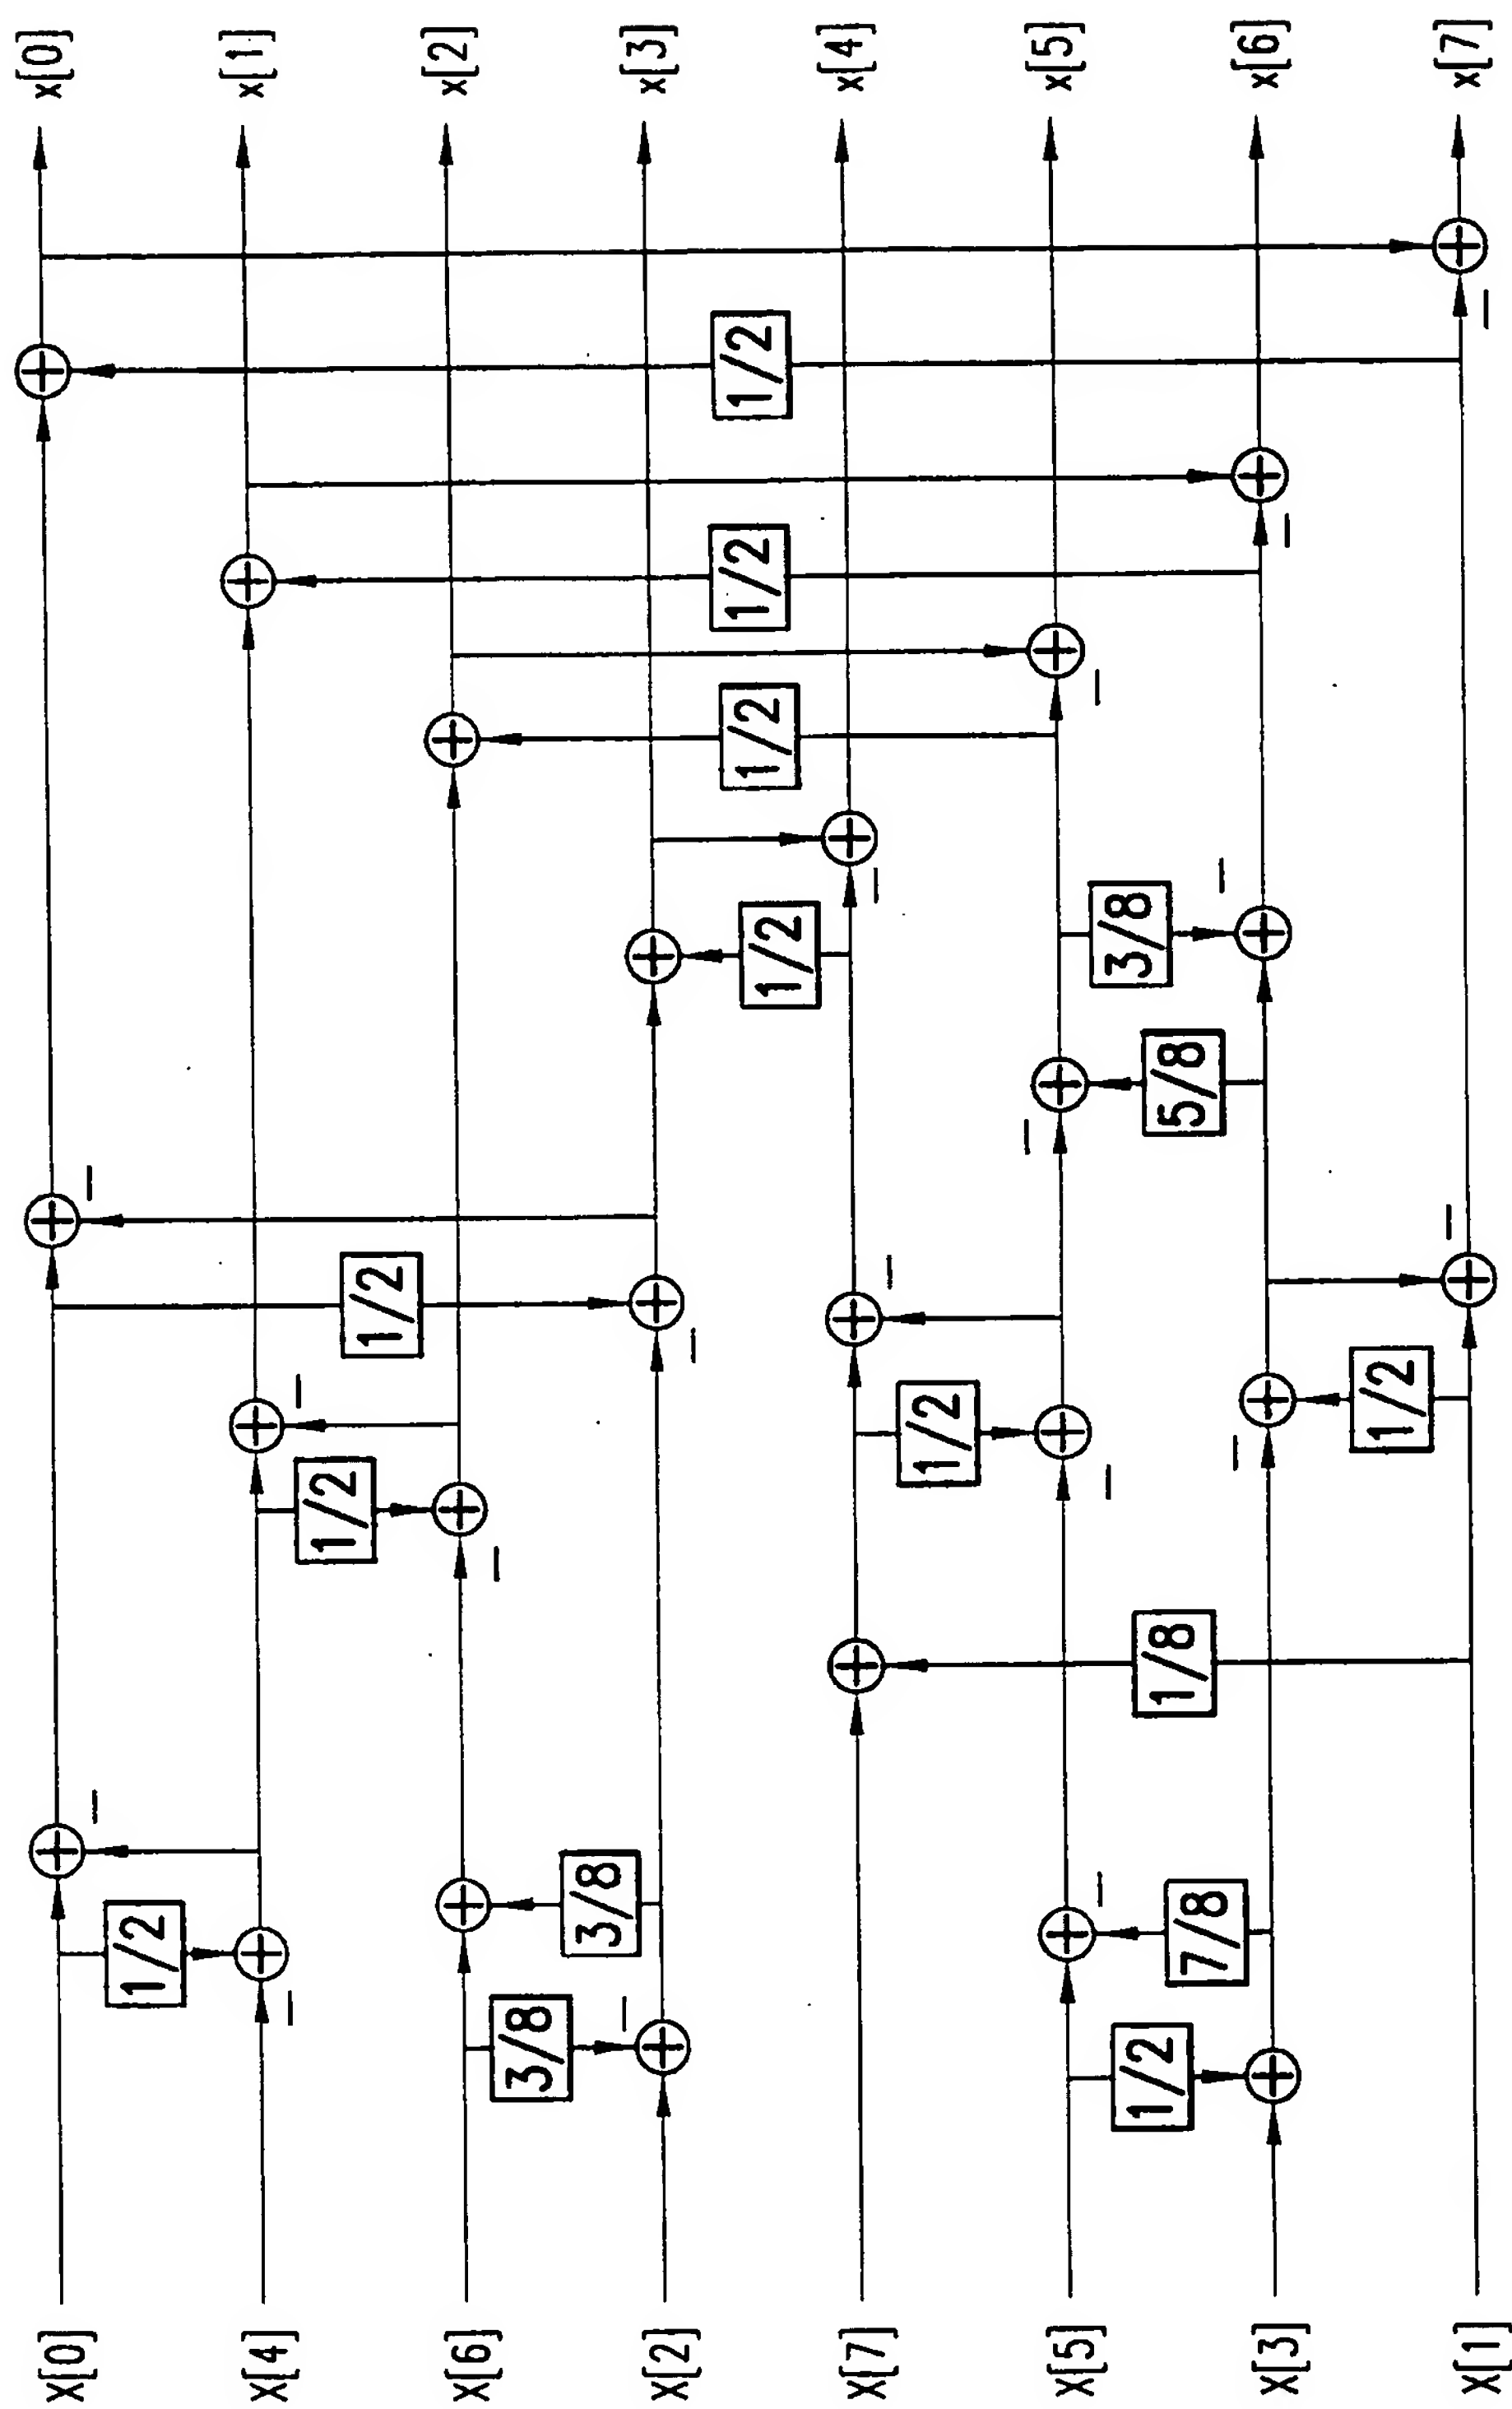 x[0]
x[1]
x[2]
x[3]
x[4]
x[5]
x[6]
x[7]
1/2
1/2
1/2
1/2
3/8
5/8
1/2
1/2
1/2
1/2
1/8
1/2
3/8
3/8
7/8
1/2
X[0]
X[4]
X[6]
X[2]
X[7]
X[5]
X[3]
X[1]